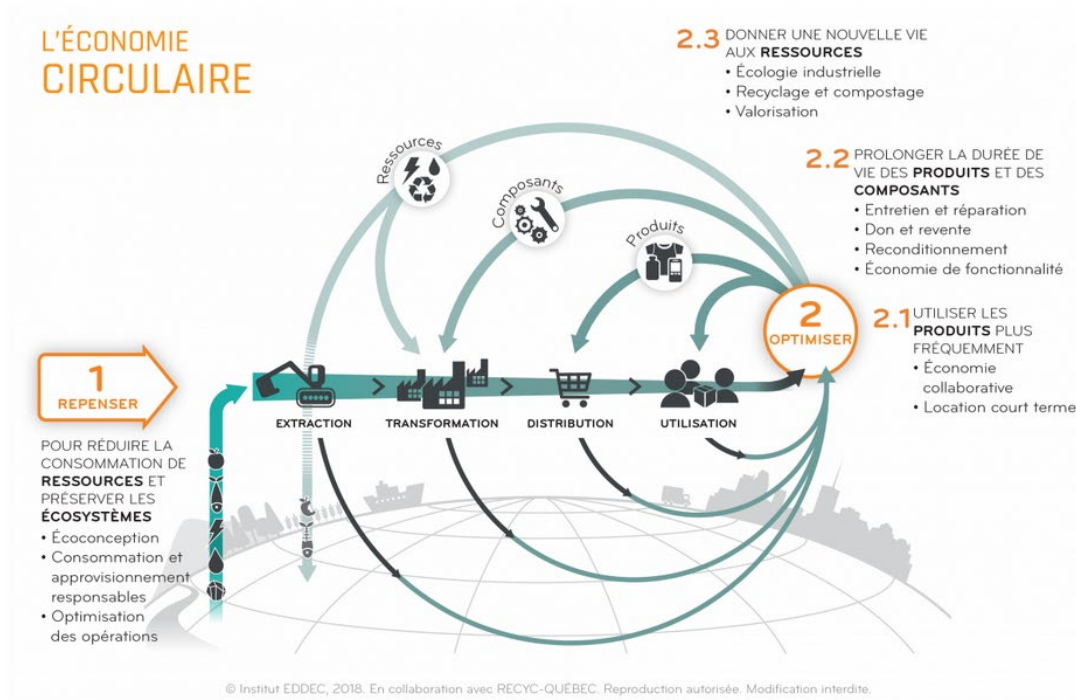 L'ÉCONOMIE
CIRCULAIRE
2.3 DONNER UNE NOUVELLE VIE
AUX RESSOURCES
• Écologie industrielle
• Recyclage et compostage
• Valorisation
2.2 PROLONGER LA DURÉE DE
VIE DES PRODUITS ET DES
COMPOSANTS
• Entretien et réparation
• Don et revente
• Reconditionnement
• Économie de fonctionnalité
2.1 UTILISER LES
PRODUITS PLUS
FRÉQUEMMENT
• Économie
collaborative
• Location court terme
Ressources
Composants
Produits
2
OPTIMISER
1
REPENSER
EXTRACTION
TRANSFORMATION
DISTRIBUTION
UTILISATION
POUR RÉDUIRE LA
CONSOMMATION DE
RESSOURCES ET
PRÉSERVER LES
ÉCOSYSTÈMES
• Écoconception
• Consommation et
approvisionnement
responsables
• Optimisation
des opérations
© Institut EDDEC, 2018. En collaboration avec RECYC-QUÉBEC. Reproduction autorisée. Modification interdite.